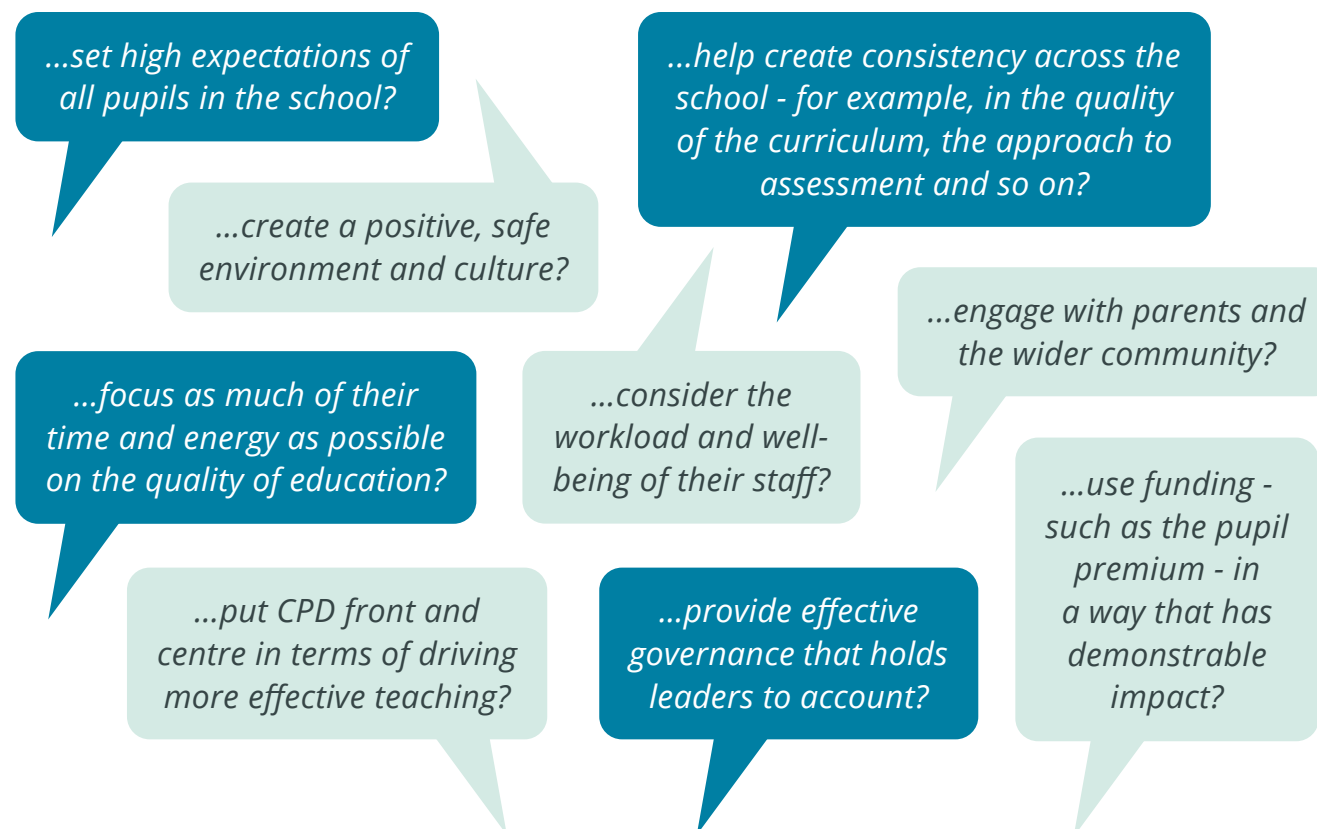 ...set high expectations of
all pupils in the school?
...help create consistency across the
school - for example, in the quality
of the curriculum, the approach to
assessment and so on?
...create a positive, safe
environment and culture?
...engage with parents and
the wider community?
...focus as much of their
time and energy as possible
on the quality of education?
...consider the
workload and well-
being of their staff?
...use funding -
such as the pupil
premium - in
a way that has
demonstrable
impact?
...put CPD front and
centre in terms of driving
more effective teaching?
...provide effective
governance that holds
leaders to account?